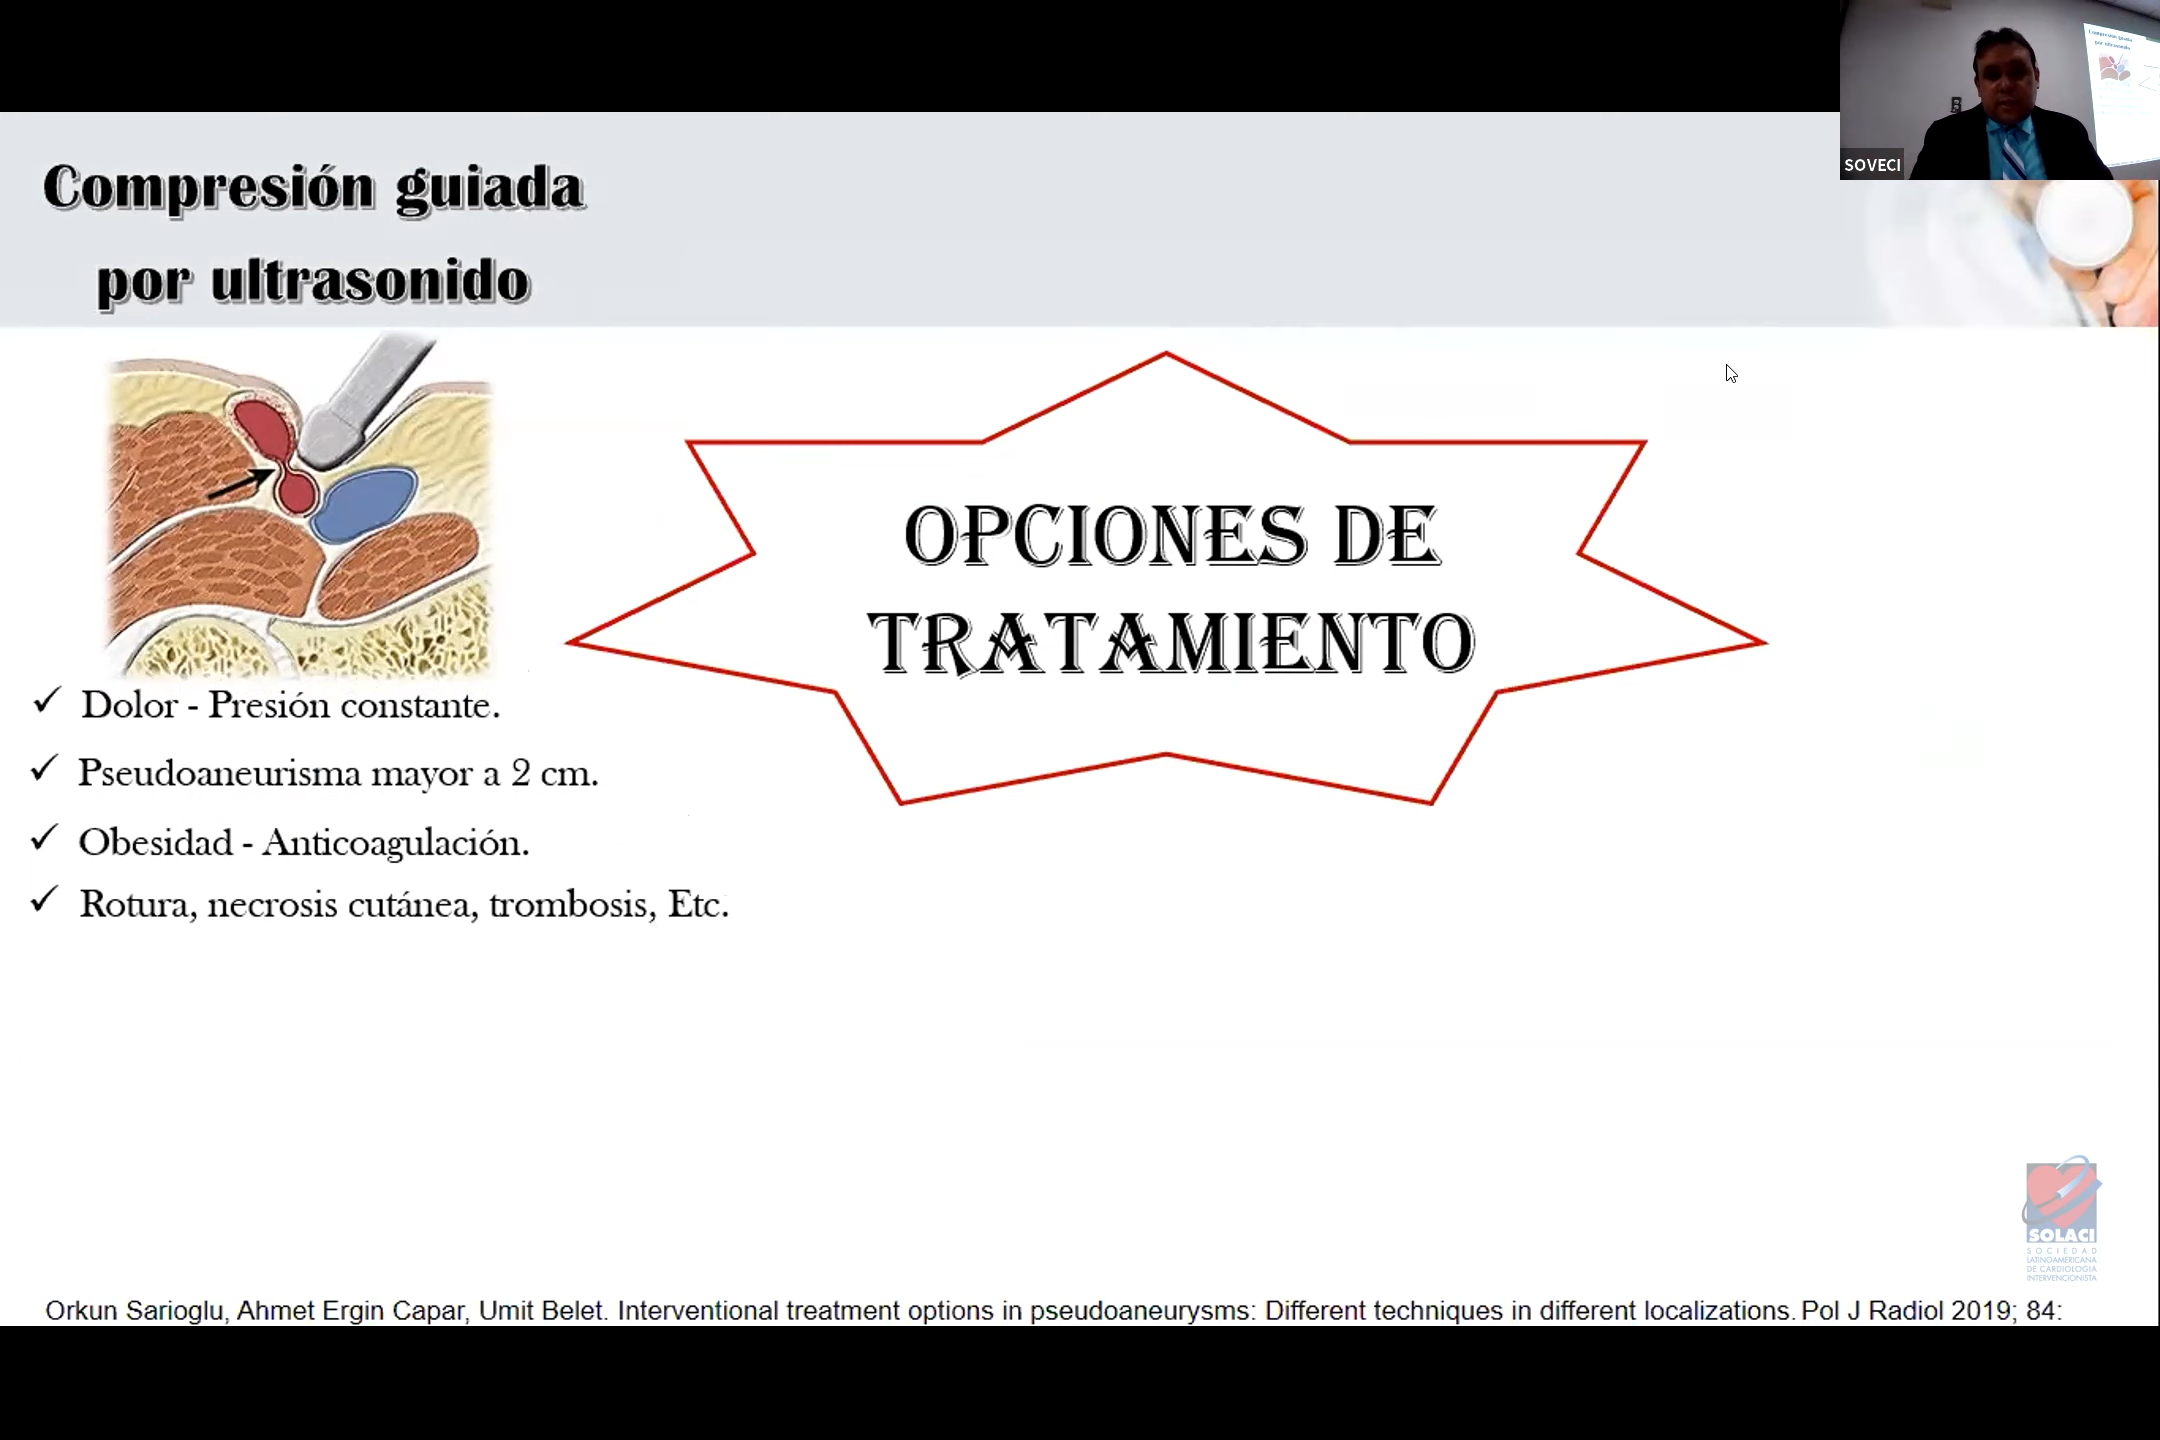 SOVECI
Compresión guiada
por ultrasonido
OPCIONES DE
TRATAMIENTO
Dolor - Presión constante.
Pseudoaneurisma mayor a 2 cm.
Obesidad - Anticoagulación.
Rotura, necrosis cutánea, trombosis, Etc.
SOLACI
SOCIEDAD
LATINOAMERICANA
DE CARDIOLOGIA
INTERVENCIONISTA
Orkun Sarioglu, Ahmet Ergin Capar, Umit Belet. Interventional treatment options in pseudoaneurysms: Different techniques in different localizations. Pol J Radiol 2019; 84: